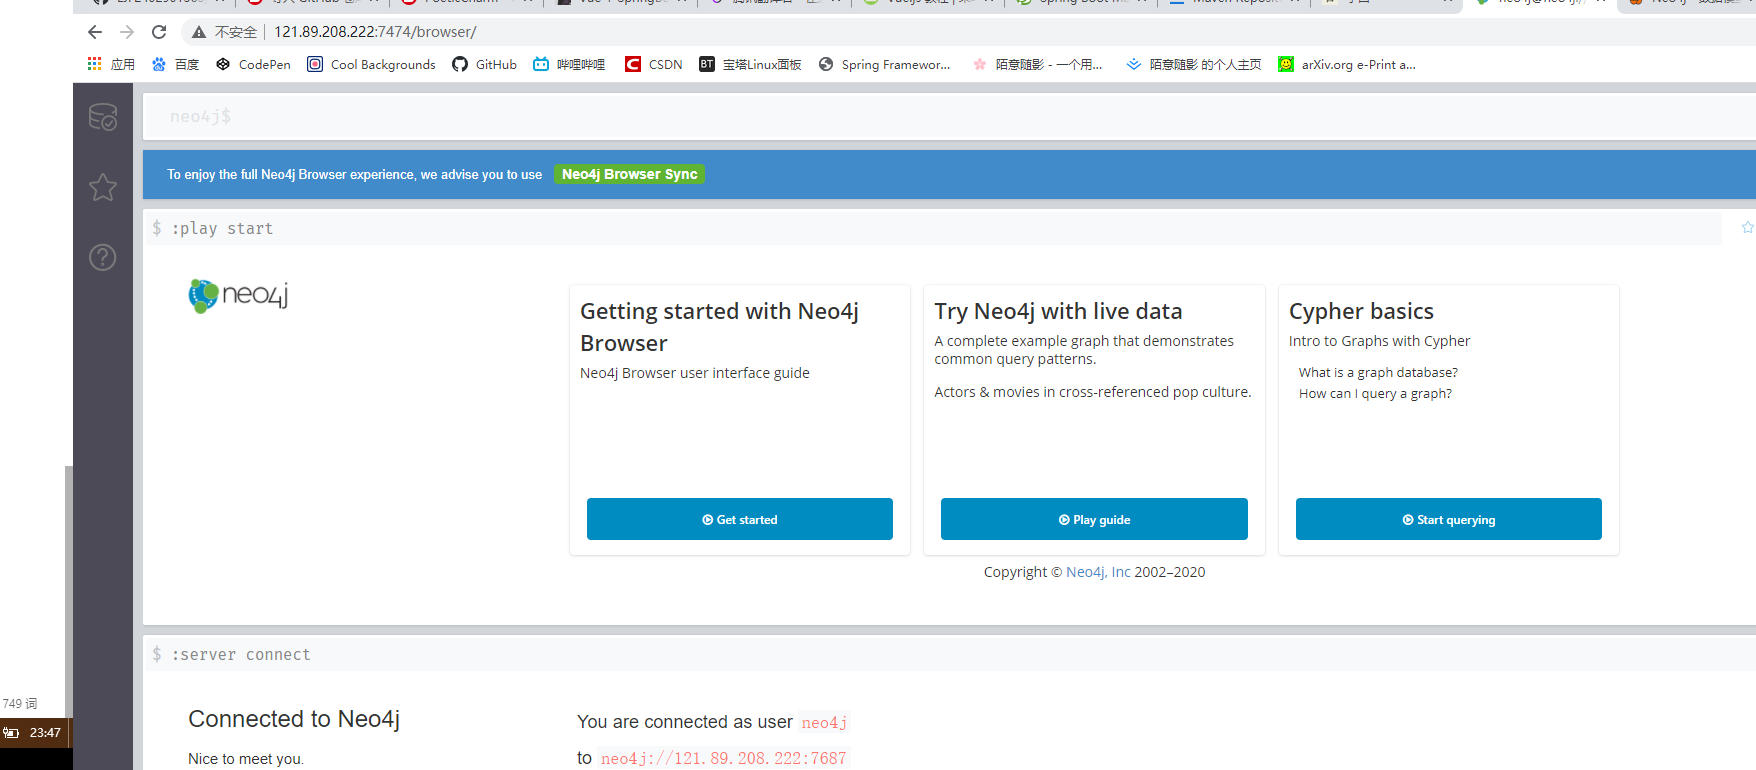 不安全 121.89.208.222:7474/browser/
应用 百度 CodePen Cool Backgrounds GitHub 哔哩哔哩 CSDN BT 宝塔Linux面板 Spring Framewor... 陌意随影 - 一个用... 陌意随影 的个人主页 arXiv.org e-Print a...
neo4j$
To enjoy the full Neo4j Browser experience, we advise you to use Neo4j Browser Sync
$ :play start
neo4j
Getting started with Neo4j
Browser
Neo4j Browser user interface guide
Get started
Try Neo4j with live data
A complete example graph that demonstrates
common query patterns.
Actors & movies in cross-referenced pop culture.
Play guide
Cypher basics
Intro to Graphs with Cypher
What is a graph database?
How can I query a graph?
Start querying
Copyright © Neo4j, Inc 2002–2020
$ :server connect
Connected to Neo4j
Nice to meet you.
You are connected as user neo4j
to neo4j://121.89.208.222:7687
749 词
23:47